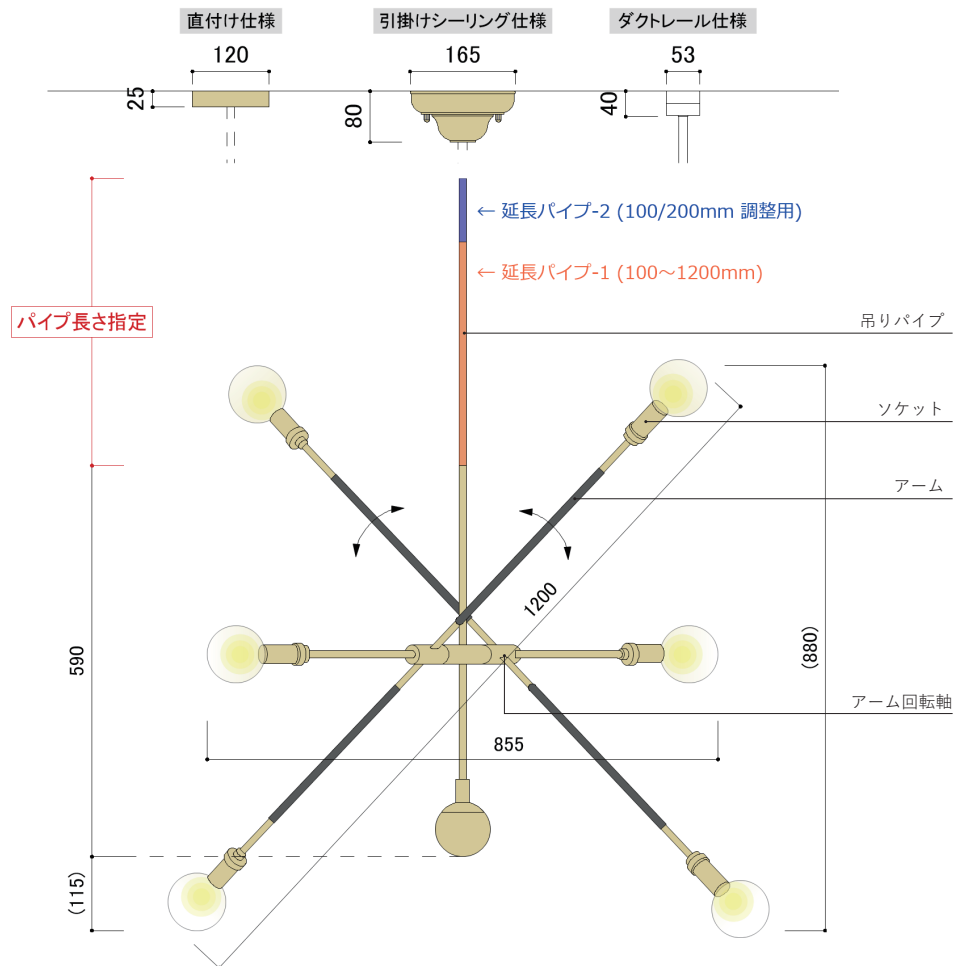 直付け仕様
引掛けシーリング仕様
ダクトレール仕様
120
165
53
25
80
40
← 延長パイプ-2 (100/200mm 調整用)
← 延長パイプ-1 (100～1200mm)
パイプ長さ指定
吊りパイプ
ソケット
アーム
1200
590
(880)
アーム回転軸
855
(115)